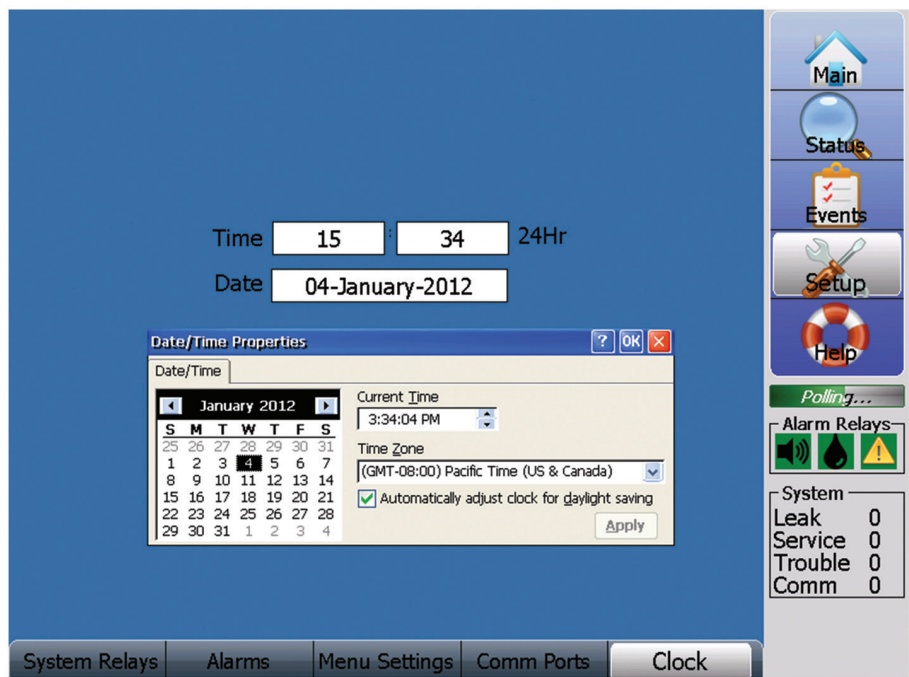 Main
Status
Events
Setup
Help
Polling...
Alarm Relays
System
Leak 0
Service 0
Trouble 0
Comm 0
Time 15 : 34 24Hr
Date 04-January-2012
Date/Time Properties ? OK
Date/Time
January 2012
S M T W T F S
25 26 27 28 29 30 31
1 2 3 4 5 6 7
8 9 10 11 12 13 14
15 16 17 18 19 20 21
22 23 24 25 26 27 28
29 30 31 1 2 3 4
Current Time
3:34:04 PM
Time Zone
(GMT-08:00) Pacific Time (US & Canada)
Automatically adjust clock for daylight saving
Apply
System Relays Alarms Menu Settings Comm Ports Clock